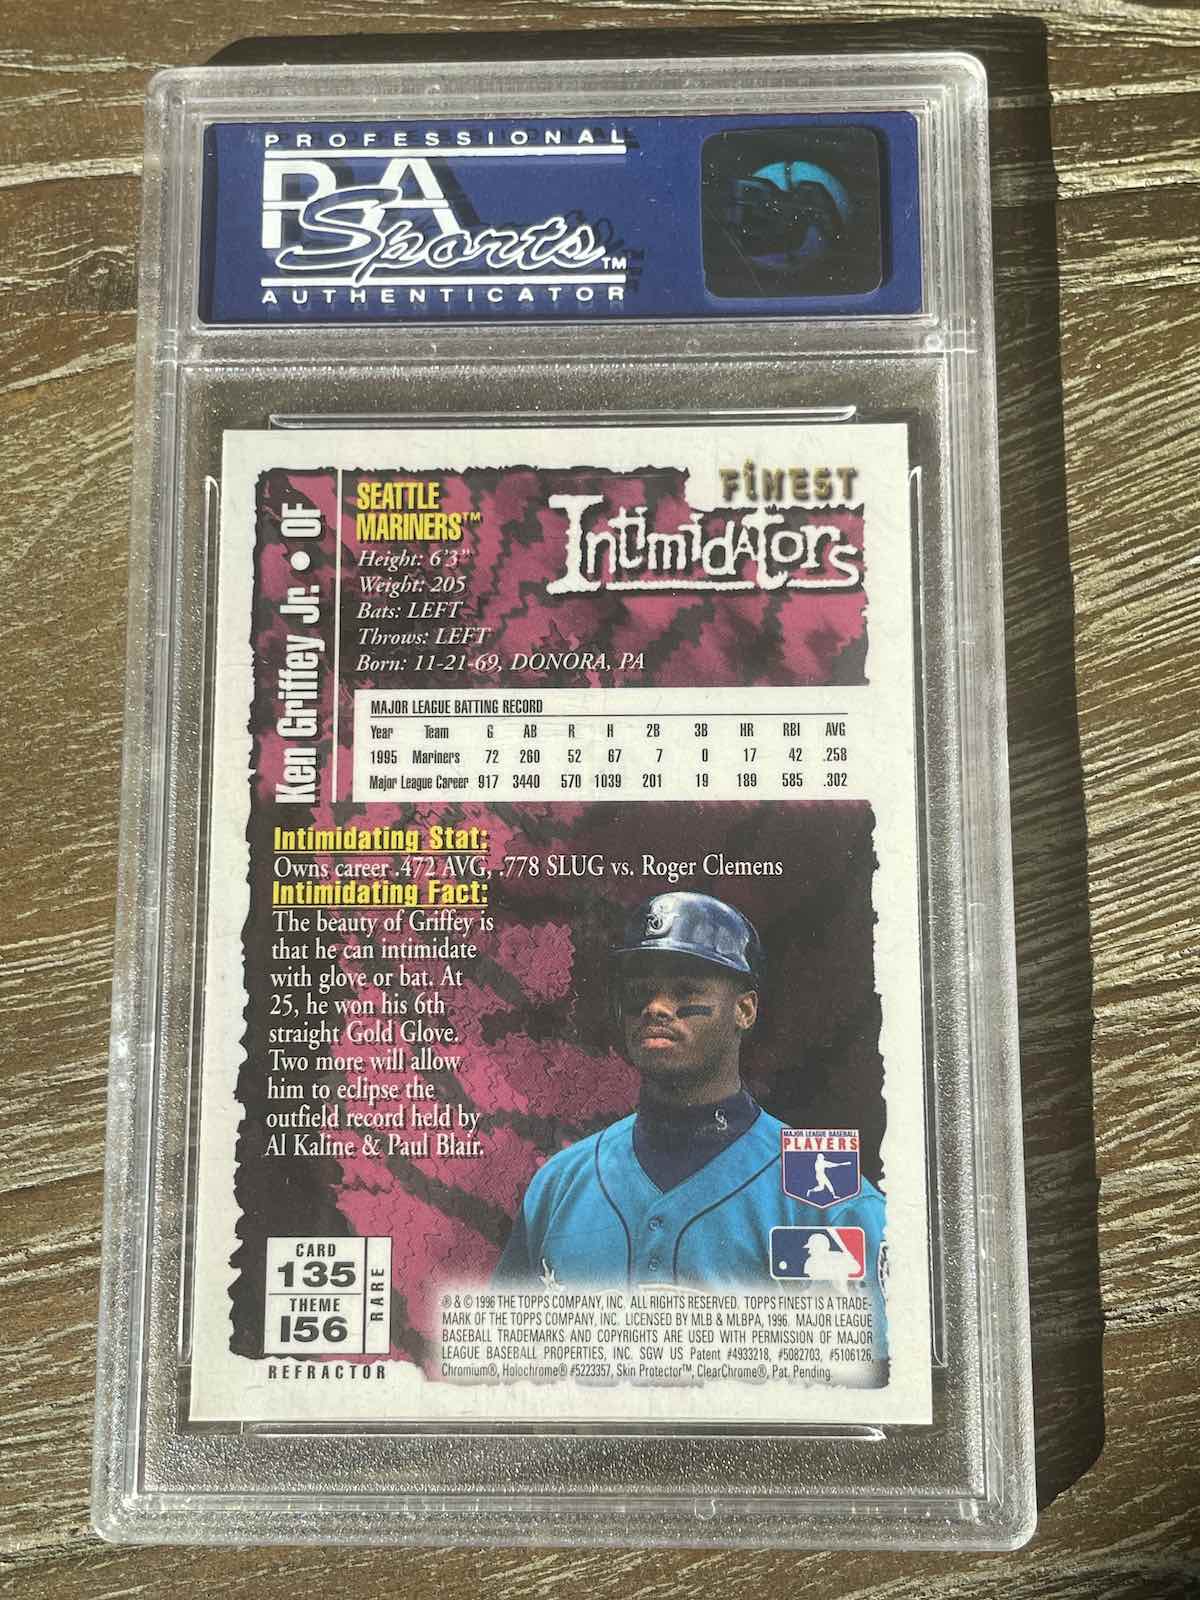 PROFESSIONAL
PSA
Sports™
AUTHENTICATOR
FINEST
Intimidators
Ken Griffey Jr. • OF
SEATTLE
MARINERS™
Height: 6'3"
Weight: 205
Bats: LEFT
Throws: LEFT
Born: 11-21-69, DONORA, PA
MAJOR LEAGUE BATTING RECORD
Year Team G AB R H 2B 3B HR RBI AVG
1995 Mariners 72 260 52 67 7 0 17 42 .258
Major League Career 917 3440 570 1039 201 19 189 585 .302
Intimidating Stat:
Owns career .472 AVG, .778 SLUG vs. Roger Clemens
Intimidating Fact:
The beauty of Griffey is
that he can intimidate
with glove or bat. At
25, he won his 6th
straight Gold Glove.
Two more will allow
him to eclipse the
outfield record held by
Al Kaline & Paul Blair.
MAJOR LEAGUE BASEBALL
PLAYERS
CARD
135
THEME
I56
RARE
REFRACTOR
® & © 1996 THE TOPPS COMPANY, INC. ALL RIGHTS RESERVED. TOPPS FINEST IS A TRADE-
MARK OF THE TOPPS COMPANY, INC. LICENSED BY MLB & MLBPA, 1996. MAJOR LEAGUE
BASEBALL TRADEMARKS AND COPYRIGHTS ARE USED WITH PERMISSION OF MAJOR
LEAGUE BASEBALL PROPERTIES, INC. SGW US Patent #4933218, #5082703, #5106126,
Chromium®, Holochrome® #5223357, Skin Protector™, ClearChrome®, Pat. Pending.